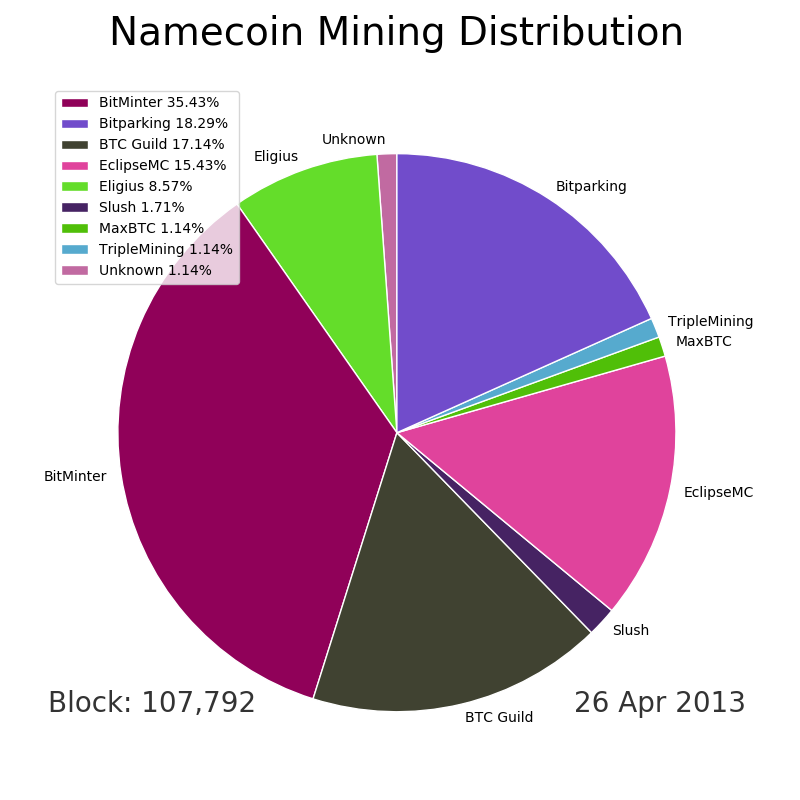 Namecoin Mining Distribution
BitMinter 35.43%
Bitparking 18.29%
BTC Guild 17.14%
EclipseMC 15.43%
Eligius 8.57%
Slush 1.71%
MaxBTC 1.14%
TripleMining 1.14%
Unknown 1.14%
Unknown
Eligius
Bitparking
TripleMining
MaxBTC
BitMinter
EclipseMC
Slush
BTC Guild
Block: 107,792
26 Apr 2013